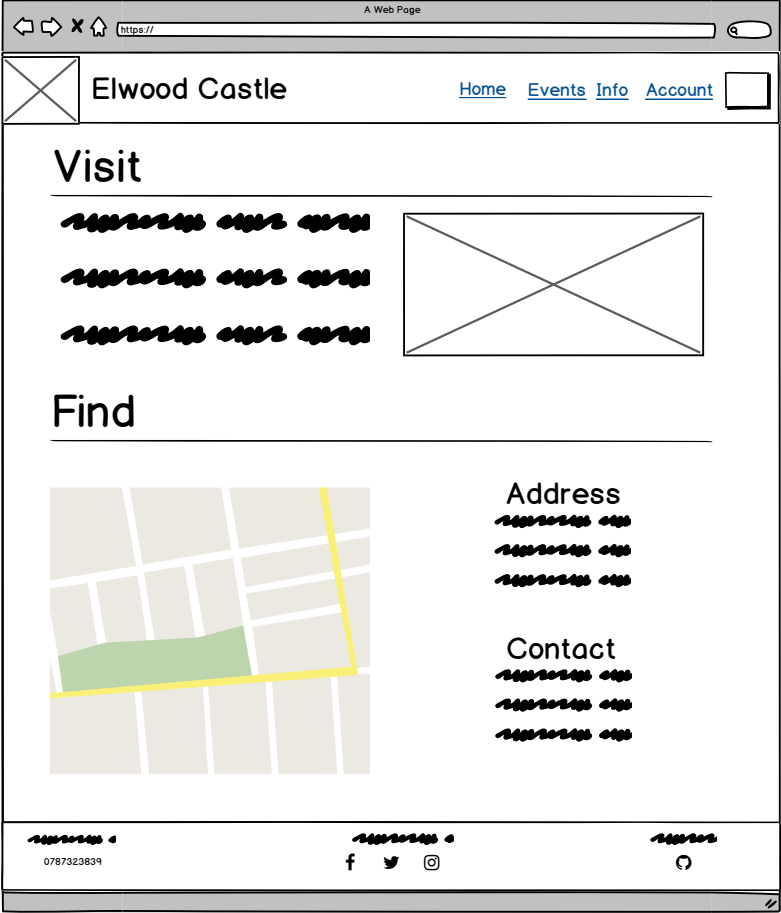 A Web Page
https://
Elwood Castle
Home Events Info Account
Visit
Find
Address
Contact
0787323839